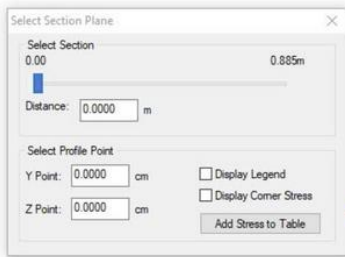 Select Section Plane
Select Section
0.00 0.885m
Distance: 0.0000 m
Select Profile Point
Y Point: 0.0000 cm
Display Legend
Display Corner Stress
Z Point: 0.0000 cm
Add Stress to Table